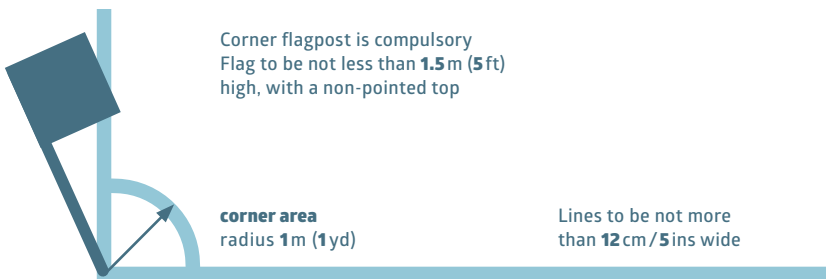 Corner flagpost is compulsory
Flag to be not less than 1.5 m (5 ft)
high, with a non-pointed top
corner area
radius 1 m (1 yd)
Lines to be not more
than 12 cm/5 ins wide